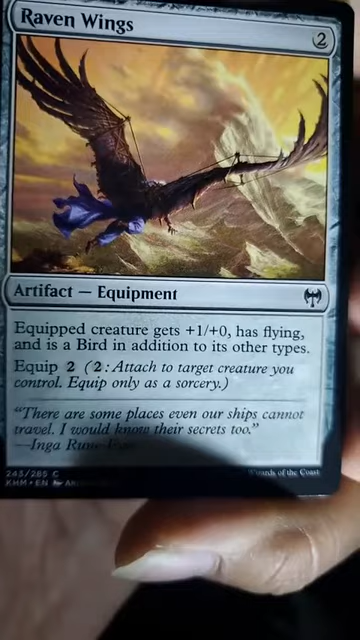 Raven Wings
2
Artifact — Equipment
Equipped creature gets +1/+0, has flying,
and is a Bird in addition to its other types.
Equip 2 (2: Attach to target creature you
control. Equip only as a sorcery.)
"There are some places even our ships cannot
travel. I would know their secrets too."
—Inga Rune-Eyes
243/285 C
KHM • EN
Wizards of the Coast